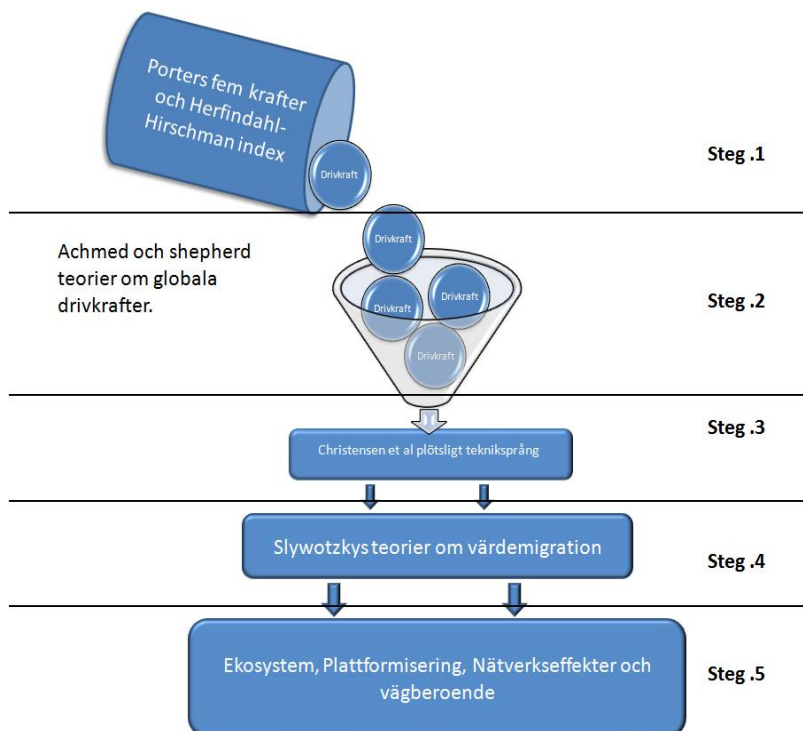 Porters fem krafter
och Herfindahl-
Hirschman index
Drivkraft
Steg .1
Achmed och shepherd
teorier om globala
drivkrafter.
Drivkraft
Drivkraft
Drivkraft
Drivkraft
Steg .2
Christensen et al plötsligt tekniksprång
Steg .3
Slywotzkys teorier om värdemigration
Steg .4
Ekosystem, Plattformisering, Nätverkseffekter och
vägberoende
Steg .5